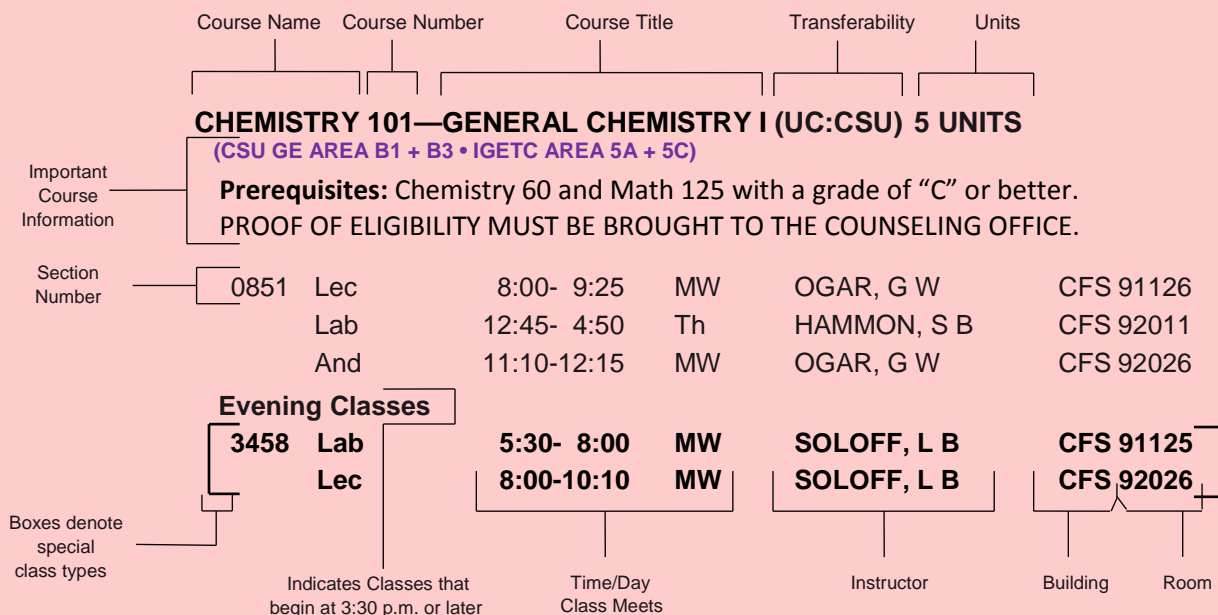 Course Name Course Number Course Title Transferability Units
CHEMISTRY 101—GENERAL CHEMISTRY I (UC:CSU) 5 UNITS
(CSU GE AREA B1 + B3 • IGETC AREA 5A + 5C)
Important
Course
Information
Prerequisites: Chemistry 60 and Math 125 with a grade of “C” or better.
PROOF OF ELIGIBILITY MUST BE BROUGHT TO THE COUNSELING OFFICE.
Section
Number
0851 Lec 8:00- 9:25 MW OGAR, G W CFS 91126
Lab 12:45- 4:50 Th HAMMON, S B CFS 92011
And 11:10-12:15 MW OGAR, G W CFS 92026
Evening Classes
3458 Lab 5:30- 8:00 MW SOLOFF, L B CFS 91125
Lec 8:00-10:10 MW SOLOFF, L B CFS 92026
Boxes denote
special
class types
Indicates Classes that
begin at 3:30 p.m. or later
Time/Day
Class Meets
Instructor
Building
Room